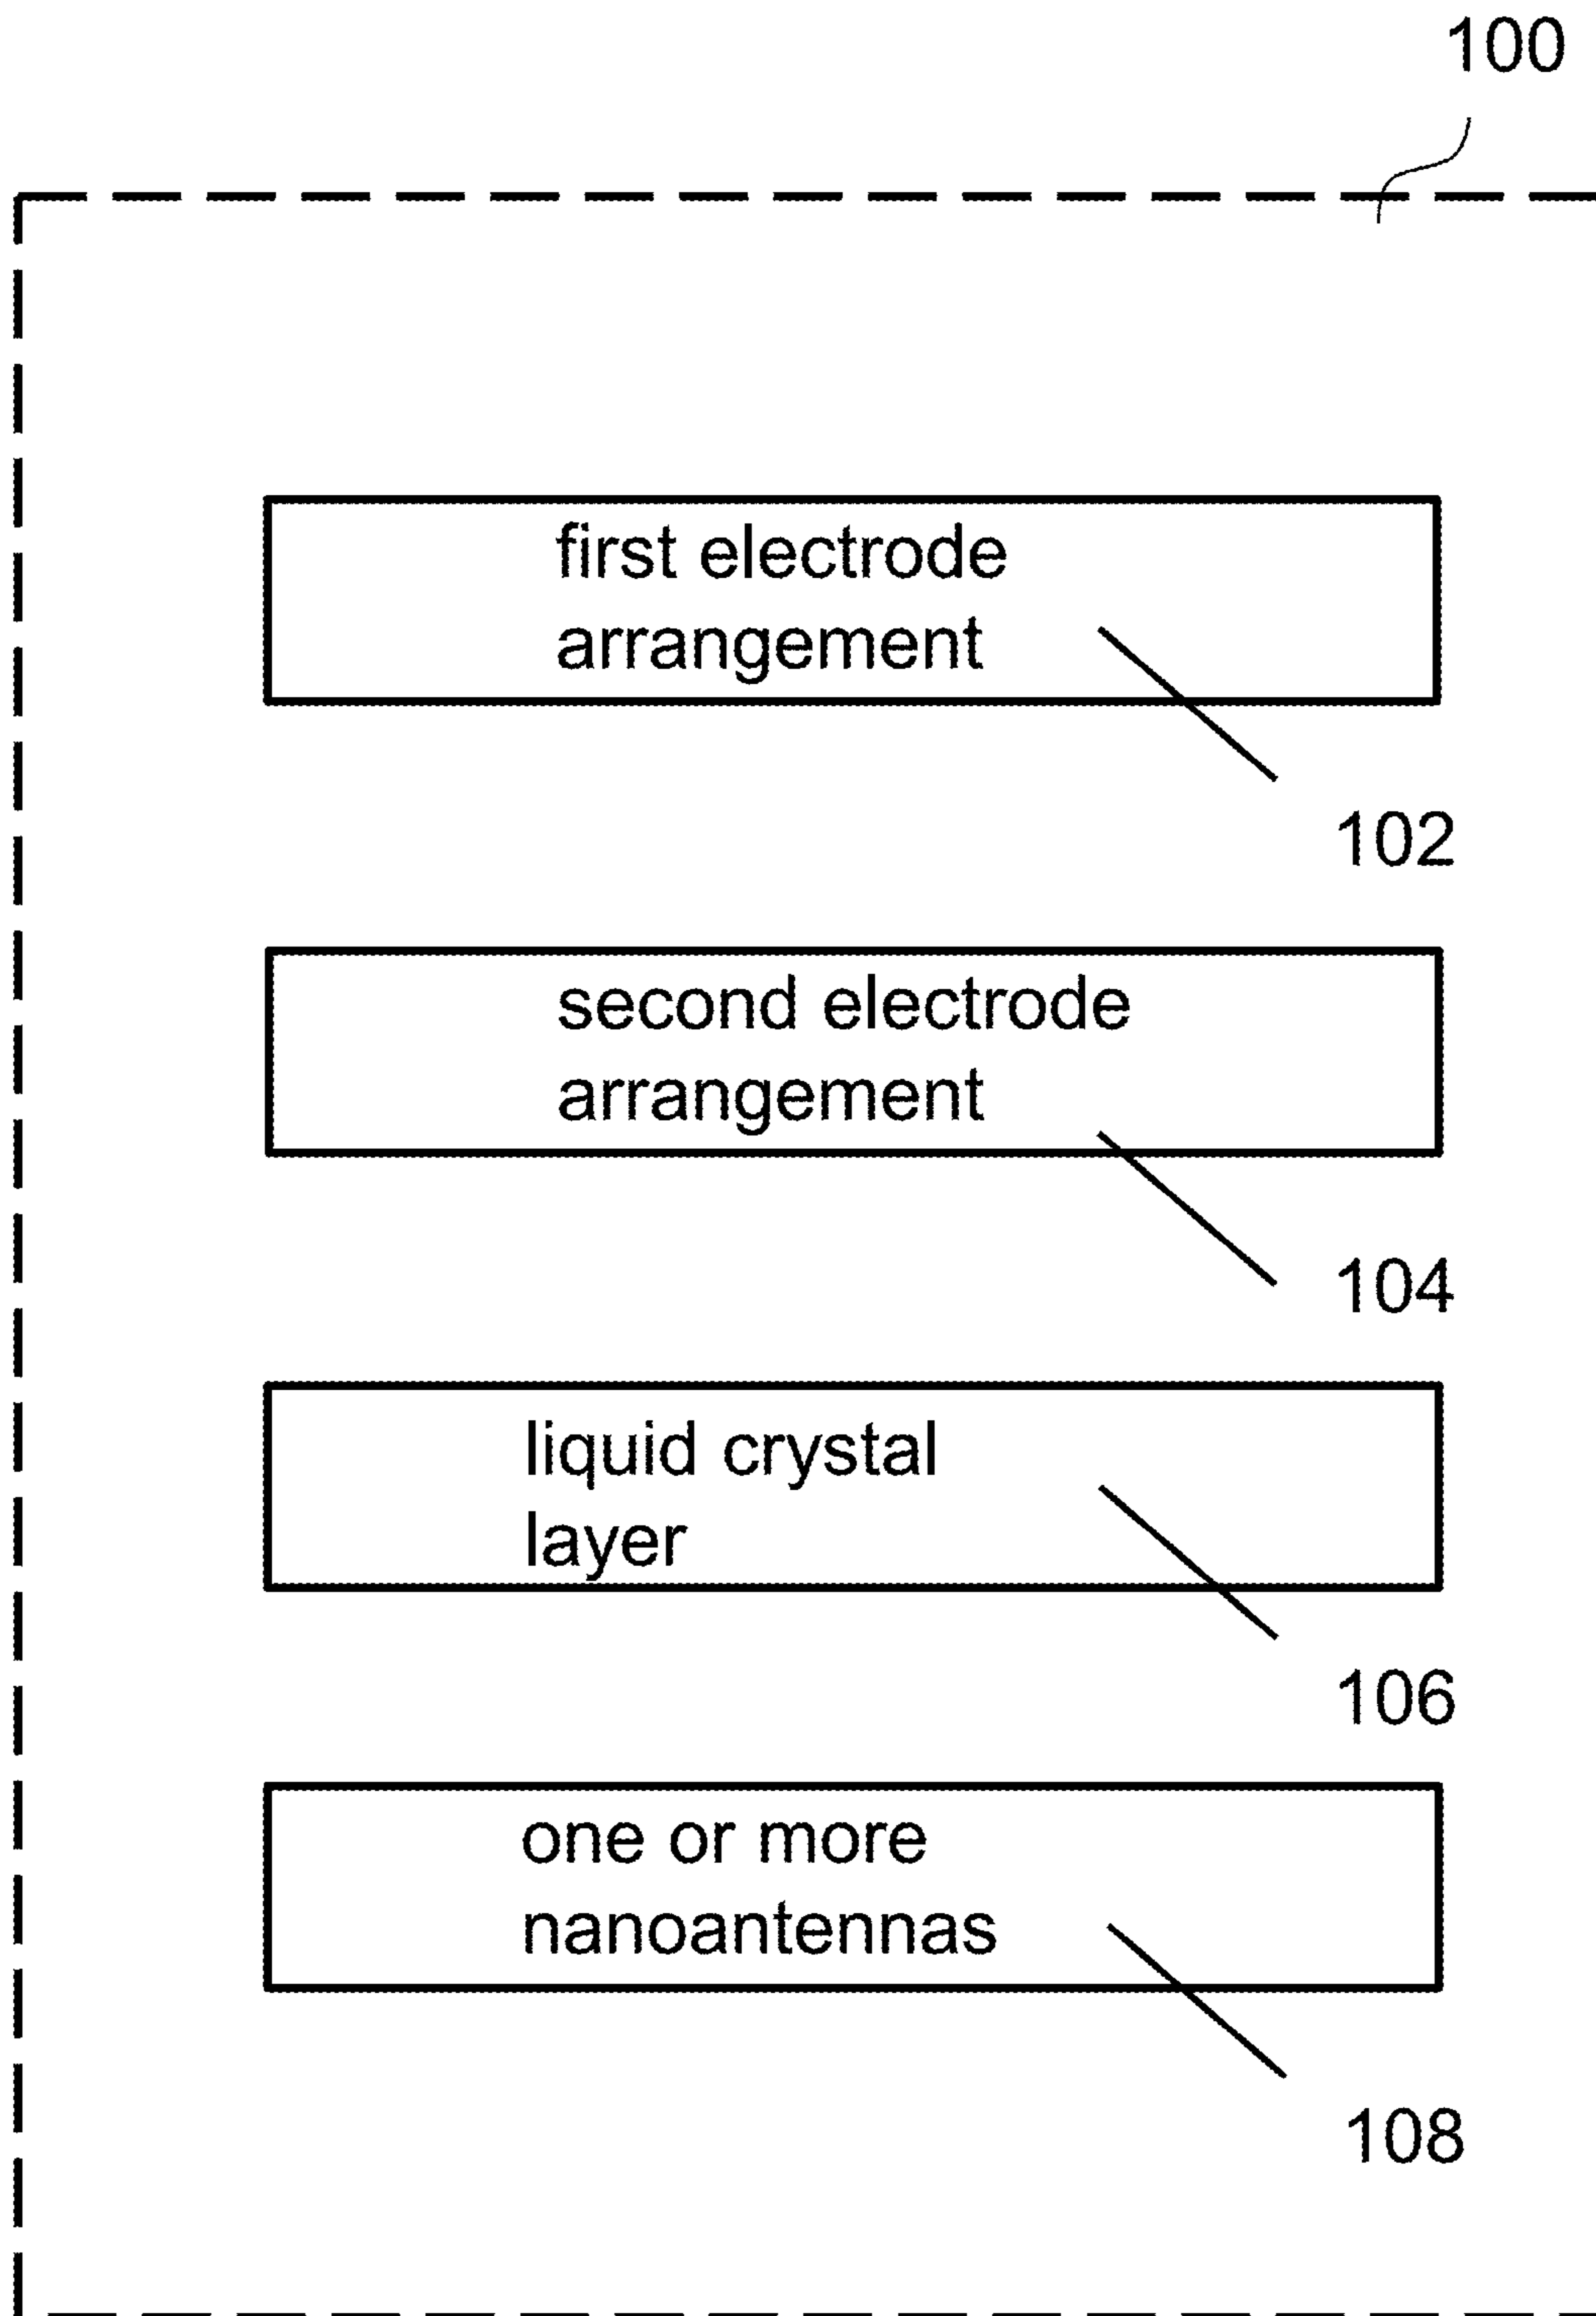 100
first electrode
arrangement
102
second electrode
arrangement
104
liquid crystal
layer
106
one or more
nanoantennas
108